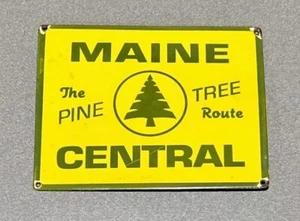 MAINE
The PINE TREE Route
CENTRAL